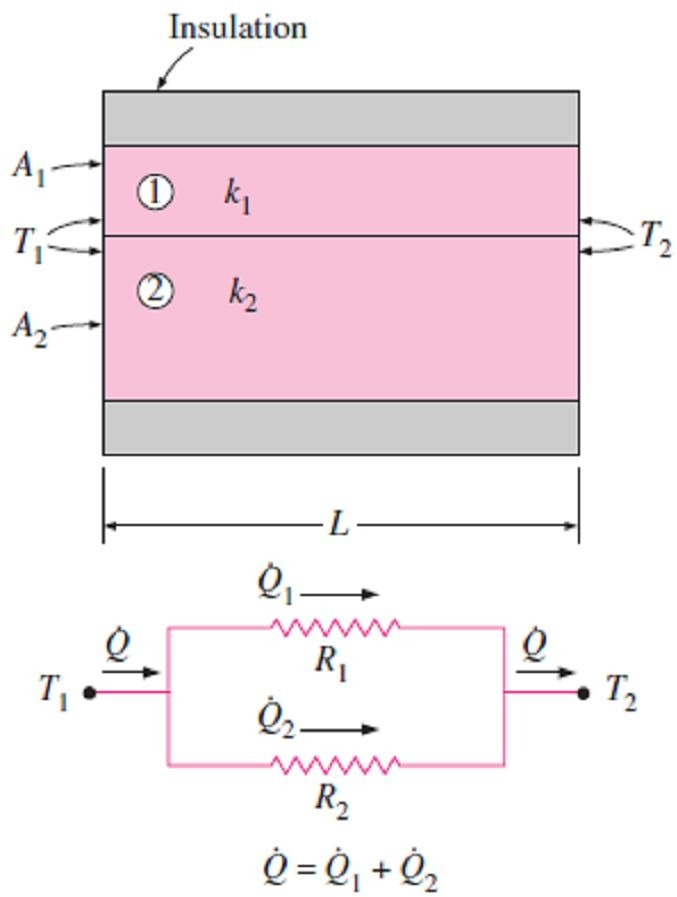 Insulation
A₁
① k₁
T₁ T₂
② k₂
A₂
L
Q̇₁
Q̇ R₁ Q̇
T₁ T₂
Q̇₂
R₂
Q̇ = Q̇₁ + Q̇₂